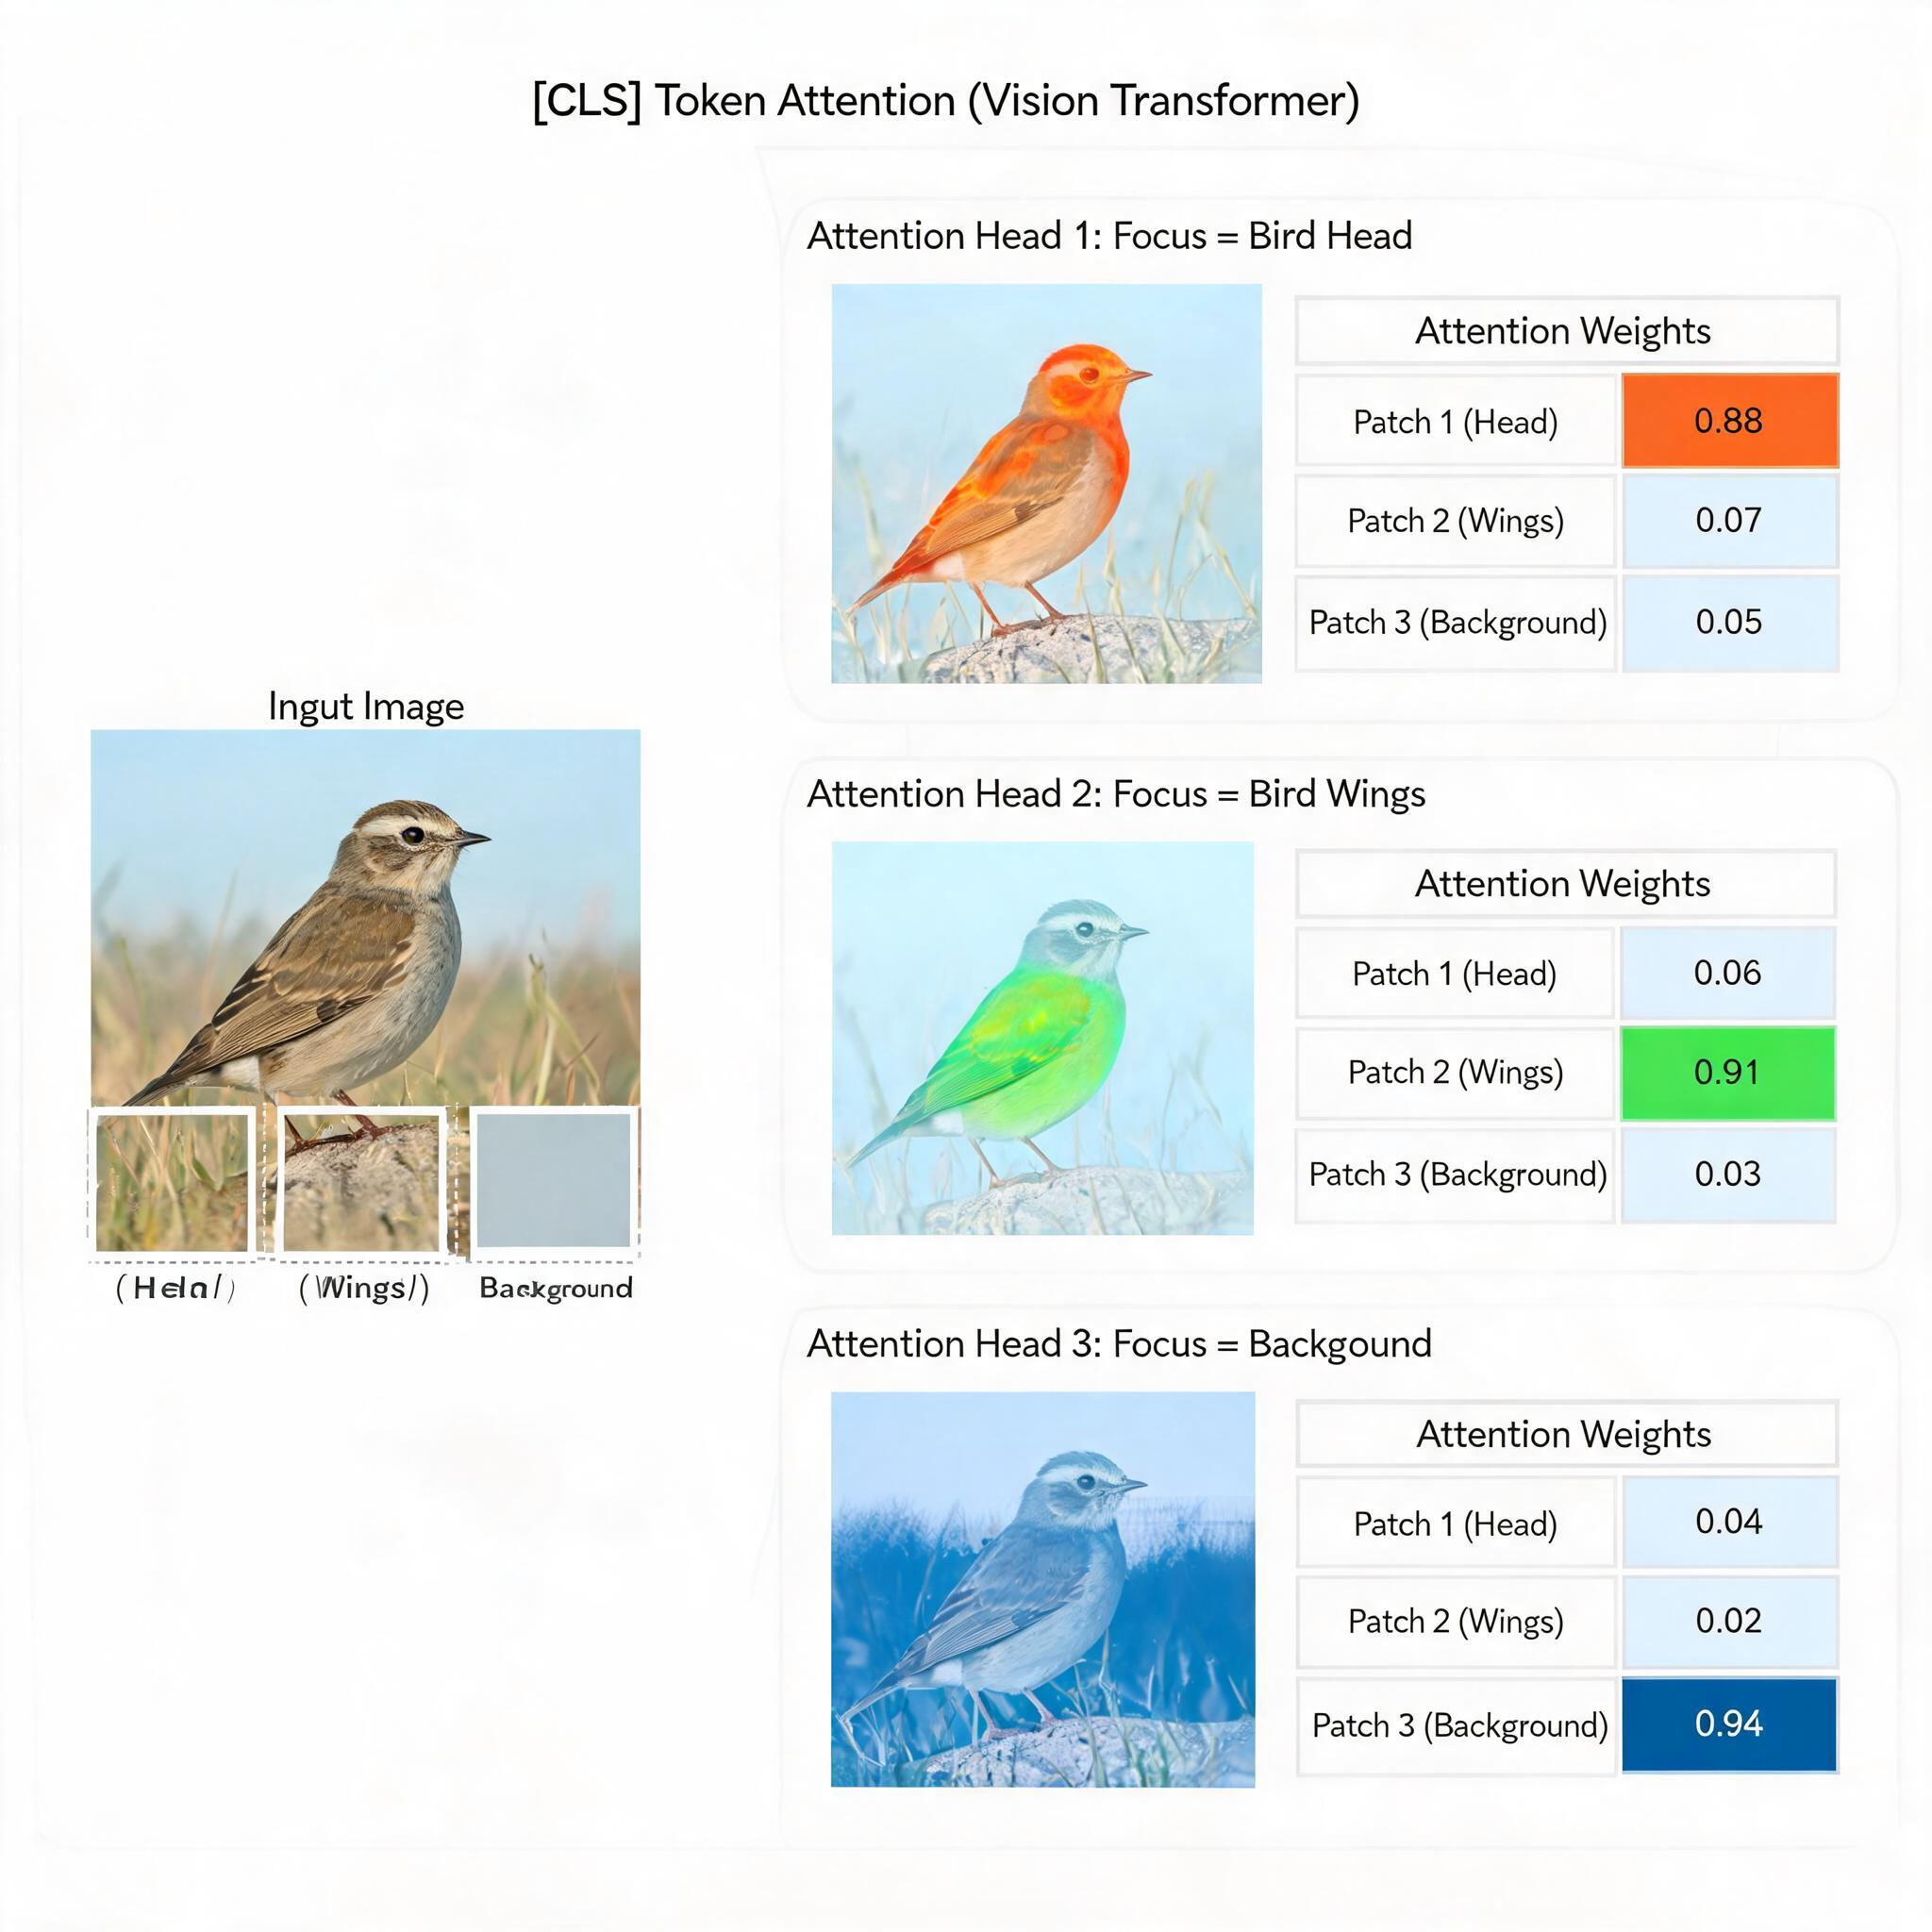 [CLS] Token Attention (Vision Transformer)
Ingut Image
(Wings/)
Background
Attention Head 1: Focus = Bird Head
Attention Weights
Patch 1 (Head) 0.88
Patch 2 (Wings) 0.07
Patch 3 (Background) 0.05
Attention Head 2: Focus = Bird Wings
Attention Weights
Patch 1 (Head) 0.06
Patch 2 (Wings) 0.91
Patch 3 (Background) 0.03
Attention Head 3: Focus = Backgound
Attention Weights
Patch 1 (Head) 0.04
Patch 2 (Wings) 0.02
Patch 3 (Background) 0.94